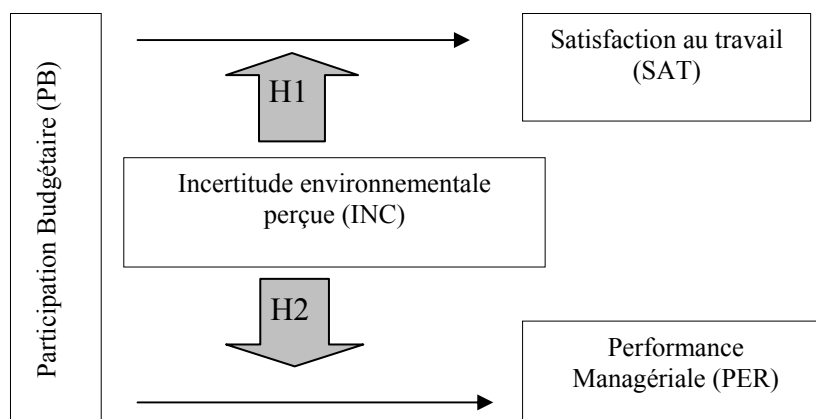 Participation Budgétaire (PB)
Satisfaction au travail
(SAT)
H1
Incertitude environnementale
perçue (INC)
H2
Performance
Managériale (PER)